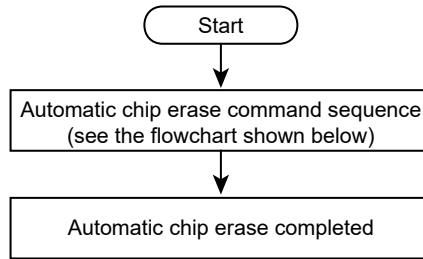 Start
Automatic chip erase command sequence
(see the flowchart shown below)
Automatic chip erase completed